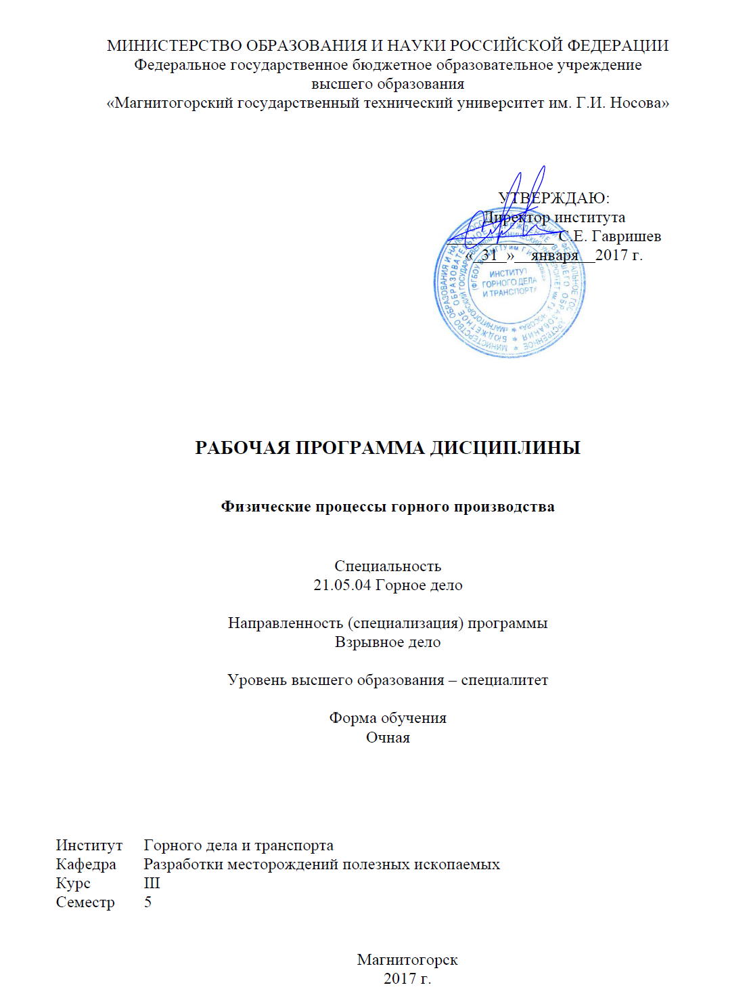 МИНИСТЕРСТВО ОБРАЗОВАНИЯ И НАУКИ РОССИЙСКОЙ ФЕДЕРАЦИИ
Федеральное государственное бюджетное образовательное учреждение
высшего образования
«Магнитогорский государственный технический университет им. Г.И. Носова»
УТВЕРЖДАЮ:
Директор института
С.Е. Гавришев
« 31 » января 2017 г.
ИНСТИТУТ
ГОРНОГО ДЕЛА
И ТРАНСПОРТА
РАБОЧАЯ ПРОГРАММА ДИСЦИПЛИНЫ
Физические процессы горного производства
Специальность
21.05.04 Горное дело
Направленность (специализация) программы
Взрывное дело
Уровень высшего образования – специалитет
Форма обучения
Очная
Институт Горного дела и транспорта
Кафедра Разработки месторождений полезных ископаемых
Курс III
Семестр 5
Магнитогорск
2017 г.